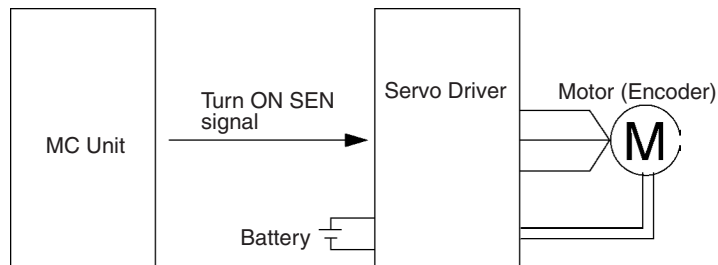 MC Unit
Turn ON SEN
signal
Servo Driver
Motor (Encoder)
M
Battery